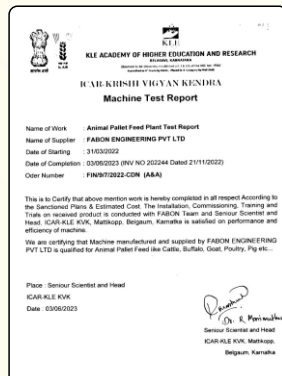 KLE
KLE ACADEMY OF HIGHER EDUCATION AND RESEARCH
BELGAUM, KARNATAKA
ICAR-KRISHI VIGYAN KENDRA
Machine Test Report
Name of Work : Animal Pallet Feed Plant Test Report
Name of Supplier : FABON ENGINEERING PVT LTD
Date of Starting : 31/03/2022
Date of Completion : 03/06/2023 (INV NO 202244 Dated 21/11/2022)
Oder Number : FIN/9/7/2022-CDN (A&A)
This is to Certify that above mention work is hereby completed in all respect According to
the Sanctioned Plans & Estimated Cost. The Installation, Commissioning, Training and
Trials on received product is conducted with FABON Team and Seniour Scientist and
Head. ICAR-KLE KVK, Mattikopp, Belgaum, Karnatke is satisfied on performance and
efficiency of machine.
We are certifying that Machine manufactured and supplied by FABON ENGINEERING
PVT LTD is qualified for Animal Pallet Feed like Cattle, Buffalo, Goat, Poultry, Pig etc...
Place : Seniour Scientist and Head
ICAR-KLE KVK
Date : 03/06/2023
Seniour Scientist and Head
ICAR-KLE KVK, Mattikopp,
Belgaum, Karnatka